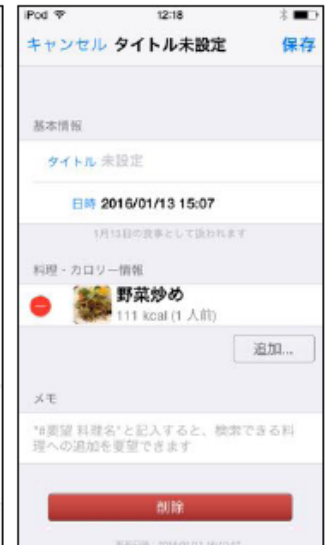 iPod 12:18
キャンセル タイトル未設定 保存
基本情報
タイトル 未設定
日時 2016/01/13 15:07
1月13日の食事として扱われます
料理・カロリー情報
野菜炒め
111 kcal (1 人前)
追加...
メモ
"#要望 料理名"と記入すると、検索できる料
理への追加を要望できます
削除